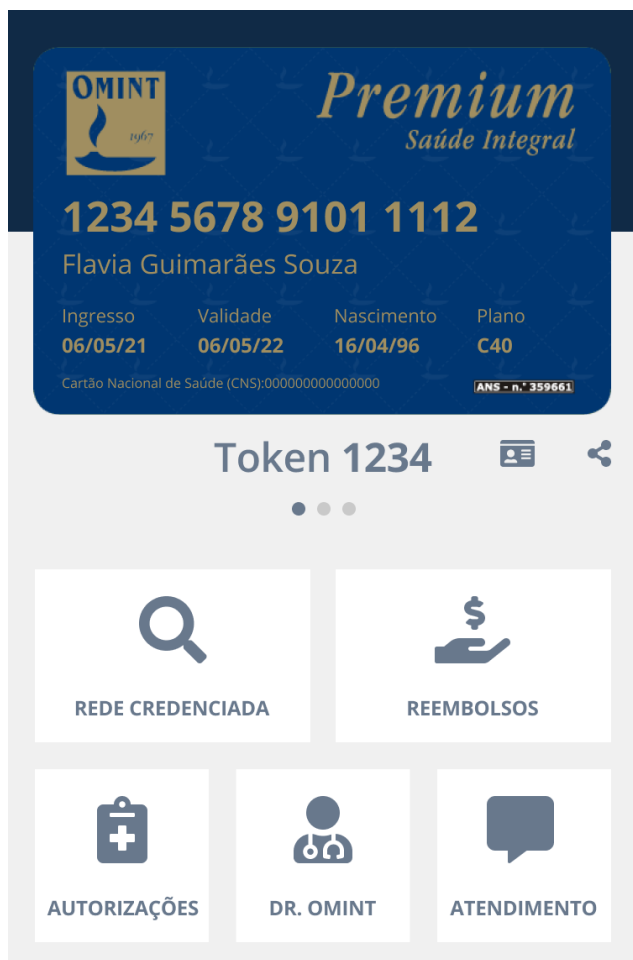 OMINT
1967
Premium
Saúde Integral
1234 5678 9101 1112
Flavia Guimarães Souza
Ingresso Validade Nascimento Plano
06/05/21 06/05/22 16/04/96 C40
Cartão Nacional de Saúde (CNS):000000000000000
ANS - n.° 359661
Token 1234
REDE CREDENCIADA REEMBOLSOS
AUTORIZAÇÕES DR. OMINT ATENDIMENTO